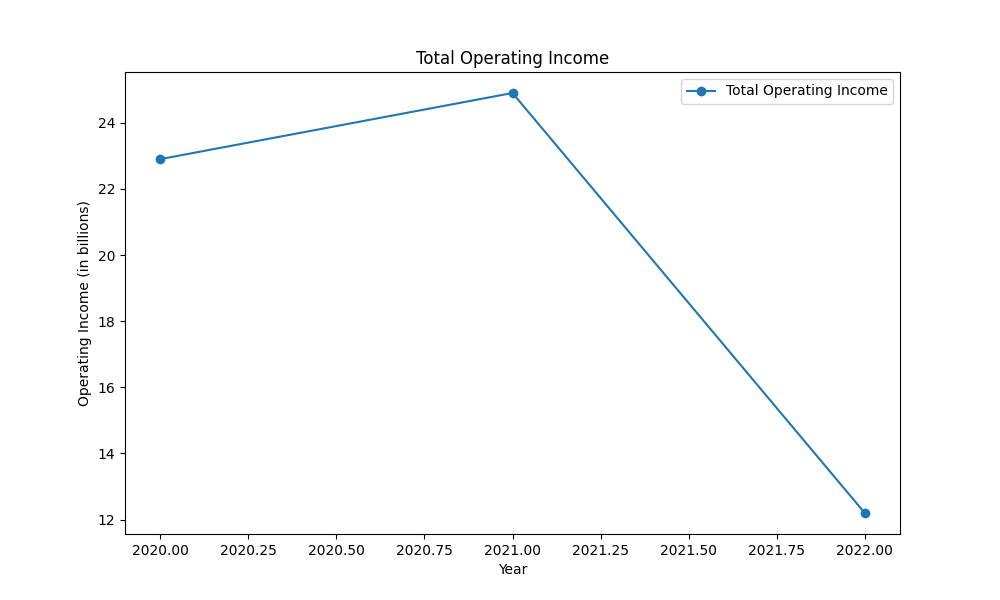 Total Operating Income
Total Operating Income
24
22
20
18
16
14
12
Operating Income (in billions)
2020.00 2020.25 2020.50 2020.75 2021.00 2021.25 2021.50 2021.75 2022.00
Year